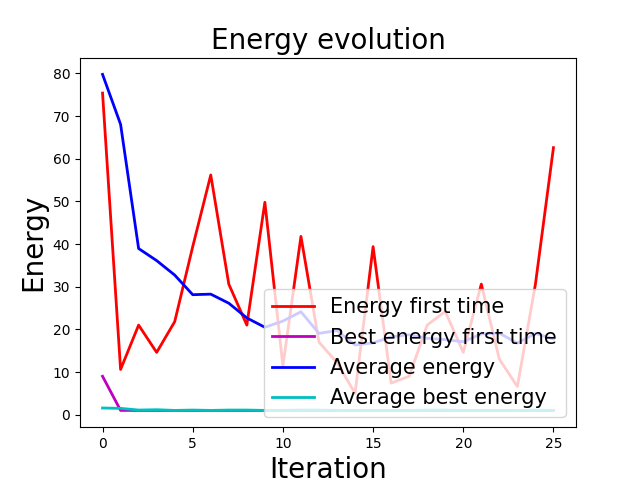 Energy evolution
Energy
80
70
60
50
40
30
20
10
0
Energy first time
Best energy first time
Average energy
Average best energy
0 5 10 15 20 25
Iteration